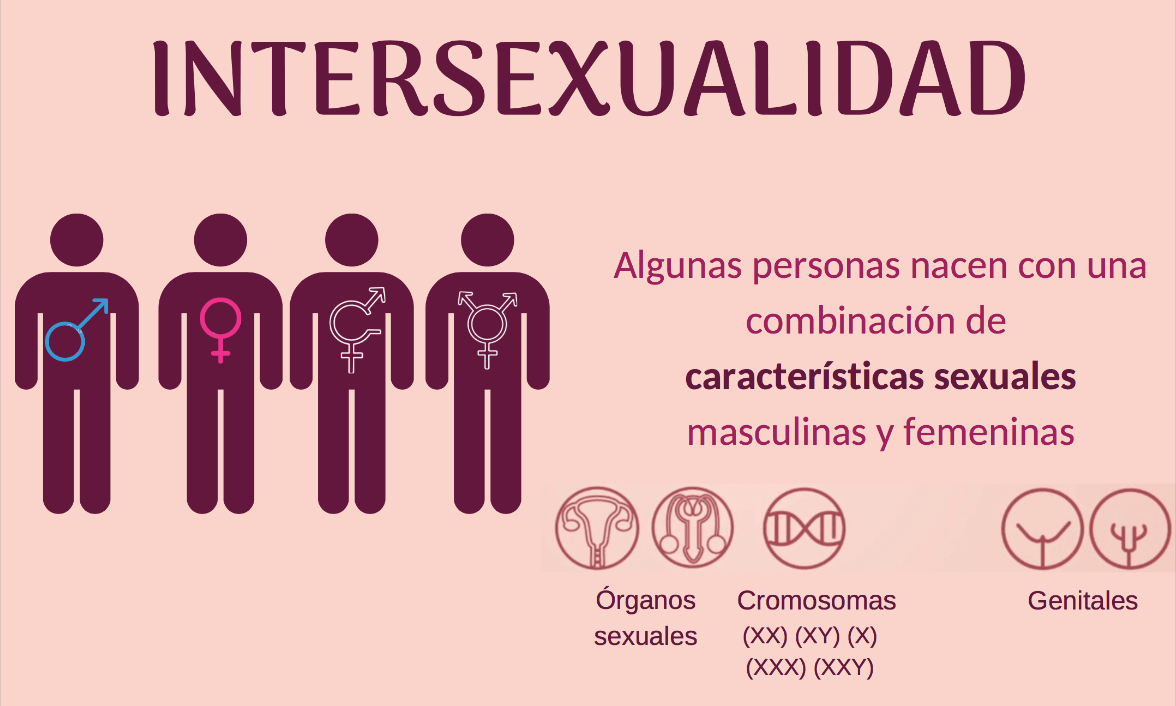 INTERSEXUALIDAD
Algunas personas nacen con una
combinación de
características sexuales
masculinas y femeninas
Órganos
sexuales
Cromosomas
(XX) (XY) (X)
(XXX) (XXY)
Genitales